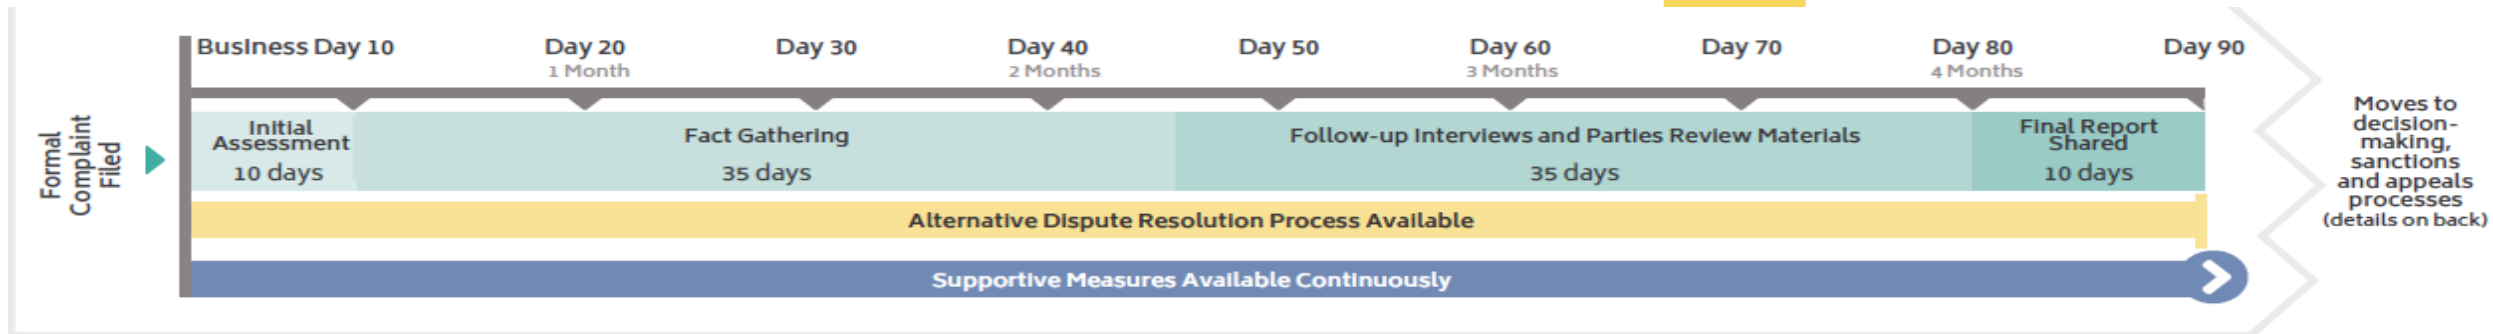 Business Day 10
Day 20
1 Month
Day 30
Day 40
2 Months
Day 50
Day 60
3 Months
Day 70
Day 80
4 Months
Day 90
Formal
Complaint
Filed
Initial
Assessment
10 days
Fact Gathering
35 days
Follow-up Interviews and Parties Review Materials
35 days
Final Report
Shared
10 days
Alternative Dispute Resolution Process Available
Supportive Measures Available Continuously
Moves to
decision-
making,
sanctions
and appeals
processes
(details on back)